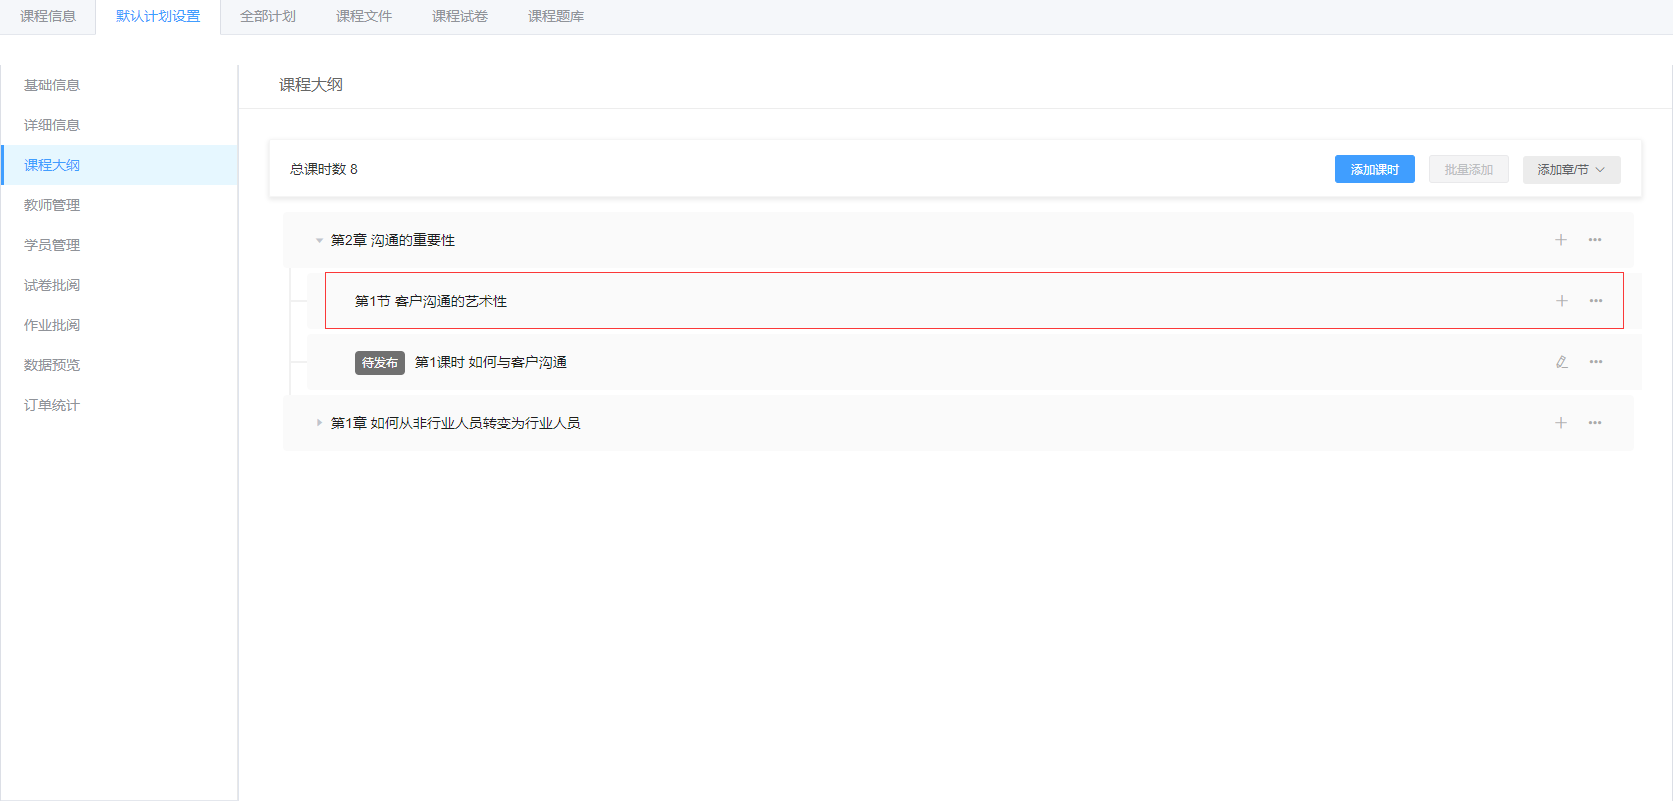 课程信息 默认计划设置 全部计划 课程文件 课程试卷 课程题库
基础信息
详细信息
课程大纲
教师管理
学员管理
试卷批阅
作业批阅
数据预览
订单统计
课程大纲
总课时数 8 添加课时 批量添加 添加章/节
第2章 沟通的重要性
第1节 客户沟通的艺术性
待发布 第1课时 如何与客户沟通
第1章 如何从非行业人员转变为行业人员